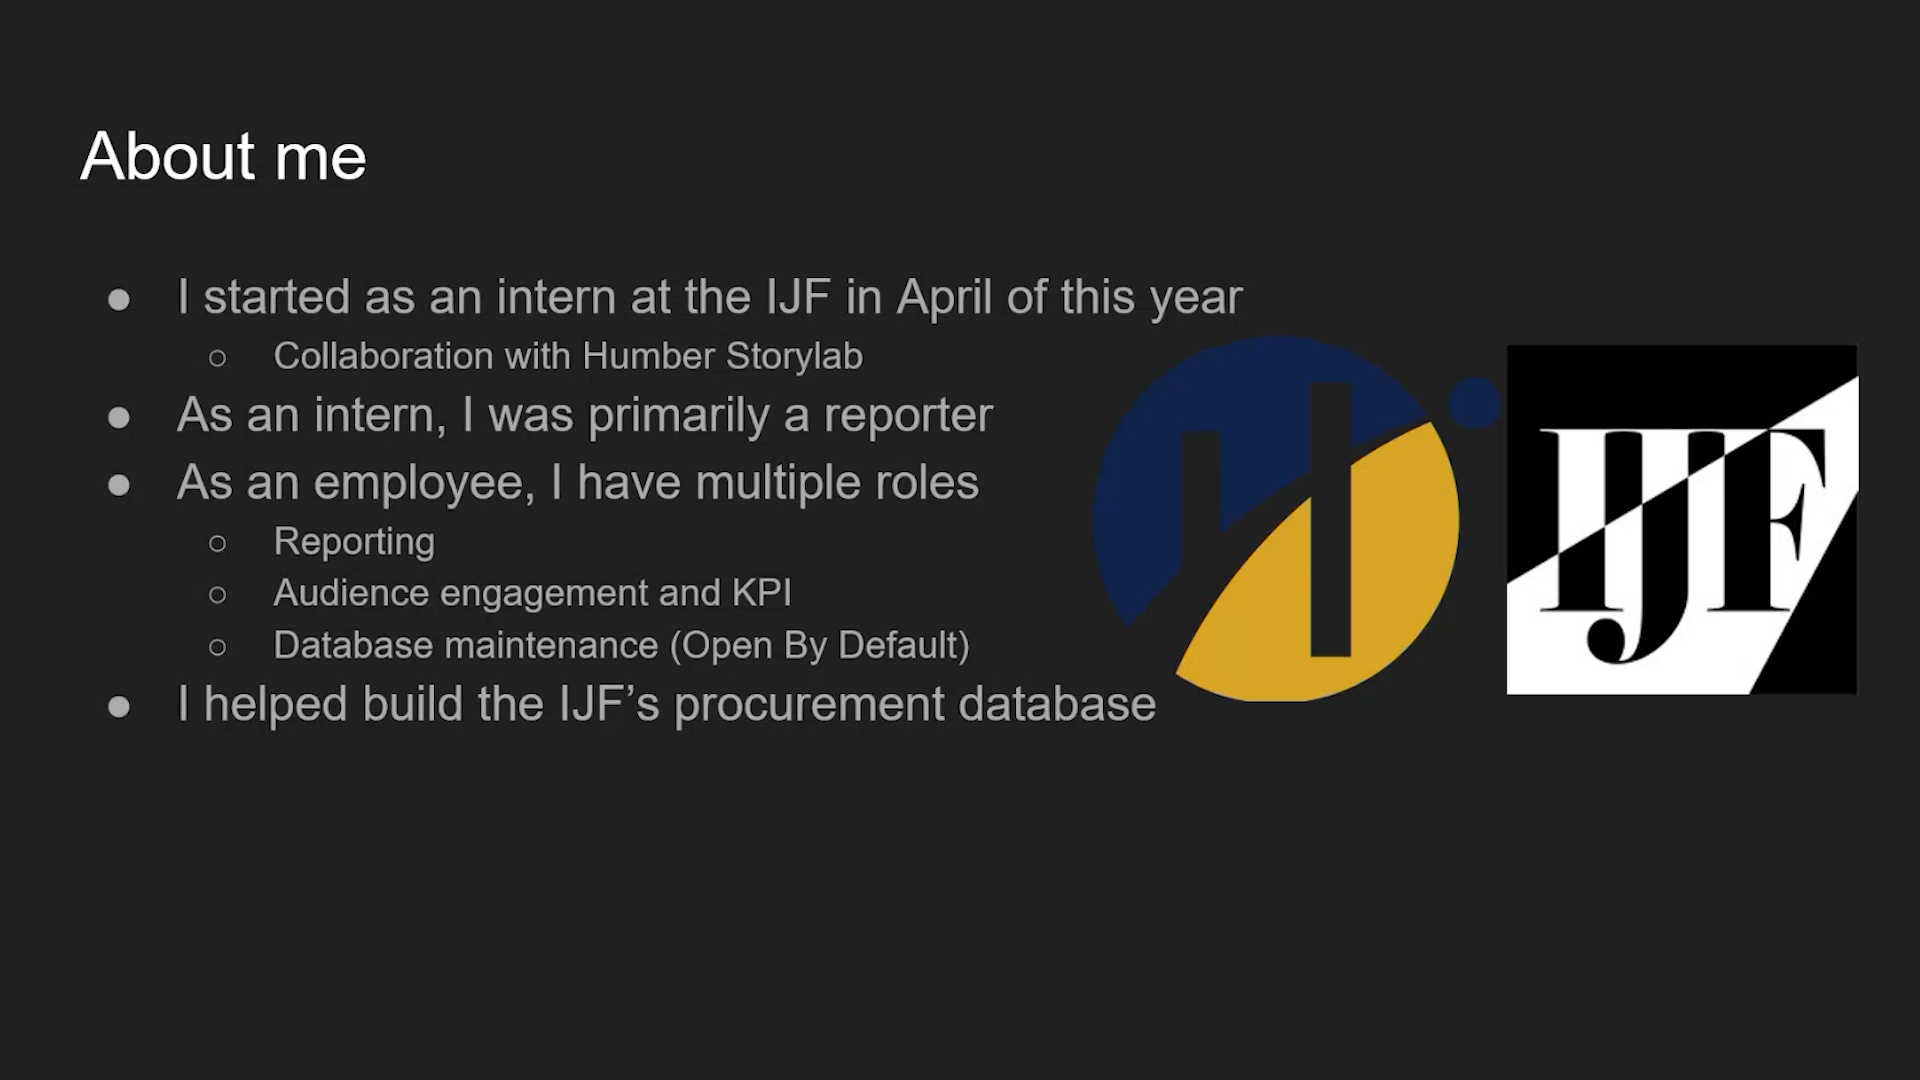 About me
● I started as an intern at the IJF in April of this year
○ Collaboration with Humber Storylab
● As an intern, I was primarily a reporter
● As an employee, I have multiple roles
○ Reporting
○ Audience engagement and KPI
○ Database maintenance (Open By Default)
● I helped build the IJF’s procurement database
IJF